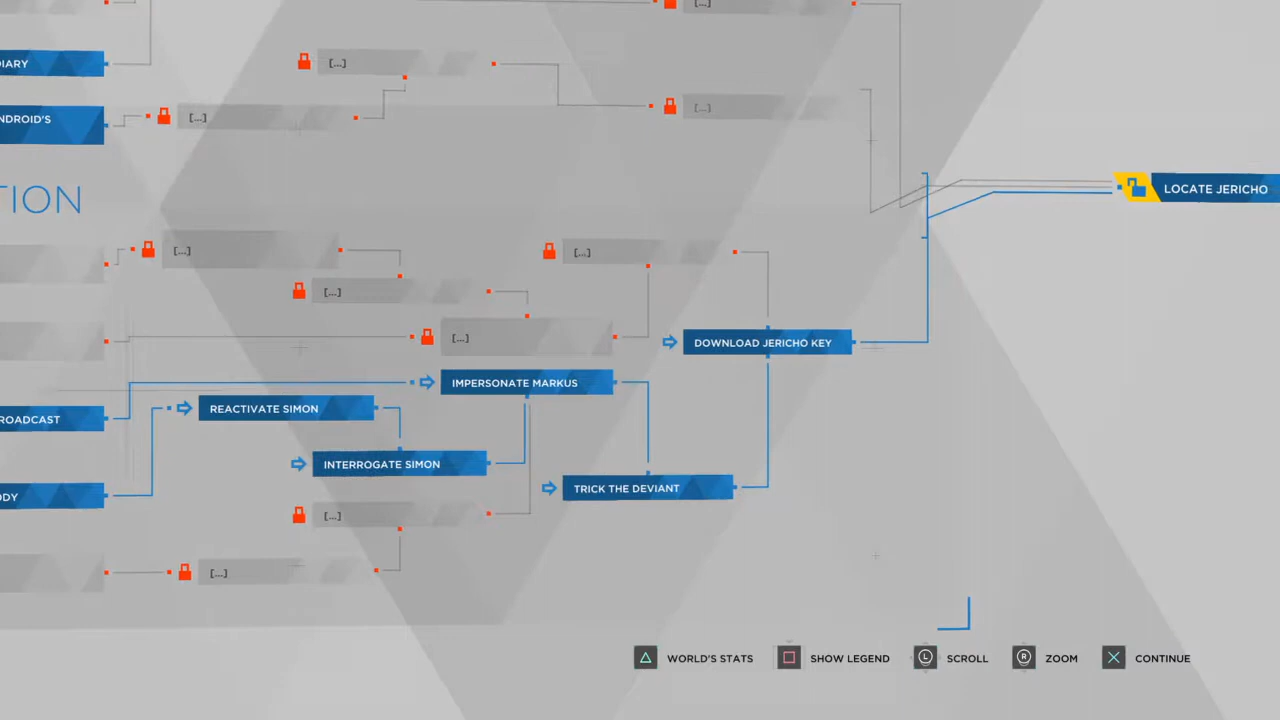 [...]
IARY
[...]
[...]
[...]
NDROID'S
TION
LOCATE JERICHO
[...]
[...]
[...]
[...]
DOWNLOAD JERICHO KEY
IMPERSONATE MARKUS
REACTIVATE SIMON
ROADCAST
INTERROGATE SIMON
TRICK THE DEVIANT
ODY
[...]
[...]
WORLD'S STATS
SHOW LEGEND
L
SCROLL
R
ZOOM
CONTINUE